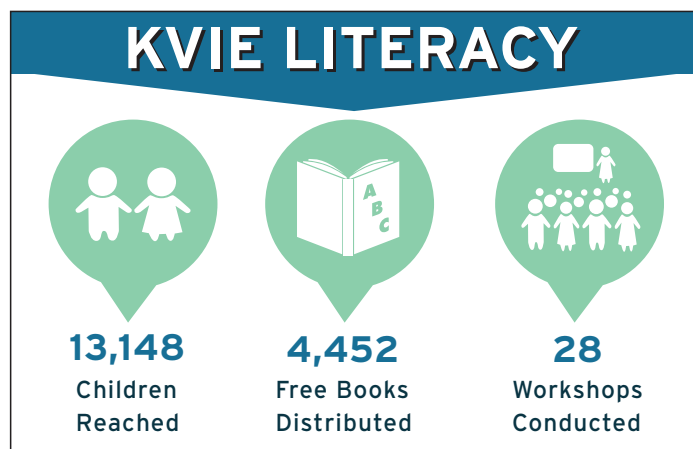 KVIE LITERACY
A
B
C
13,148
Children
Reached
4,452
Free Books
Distributed
28
Workshops
Conducted